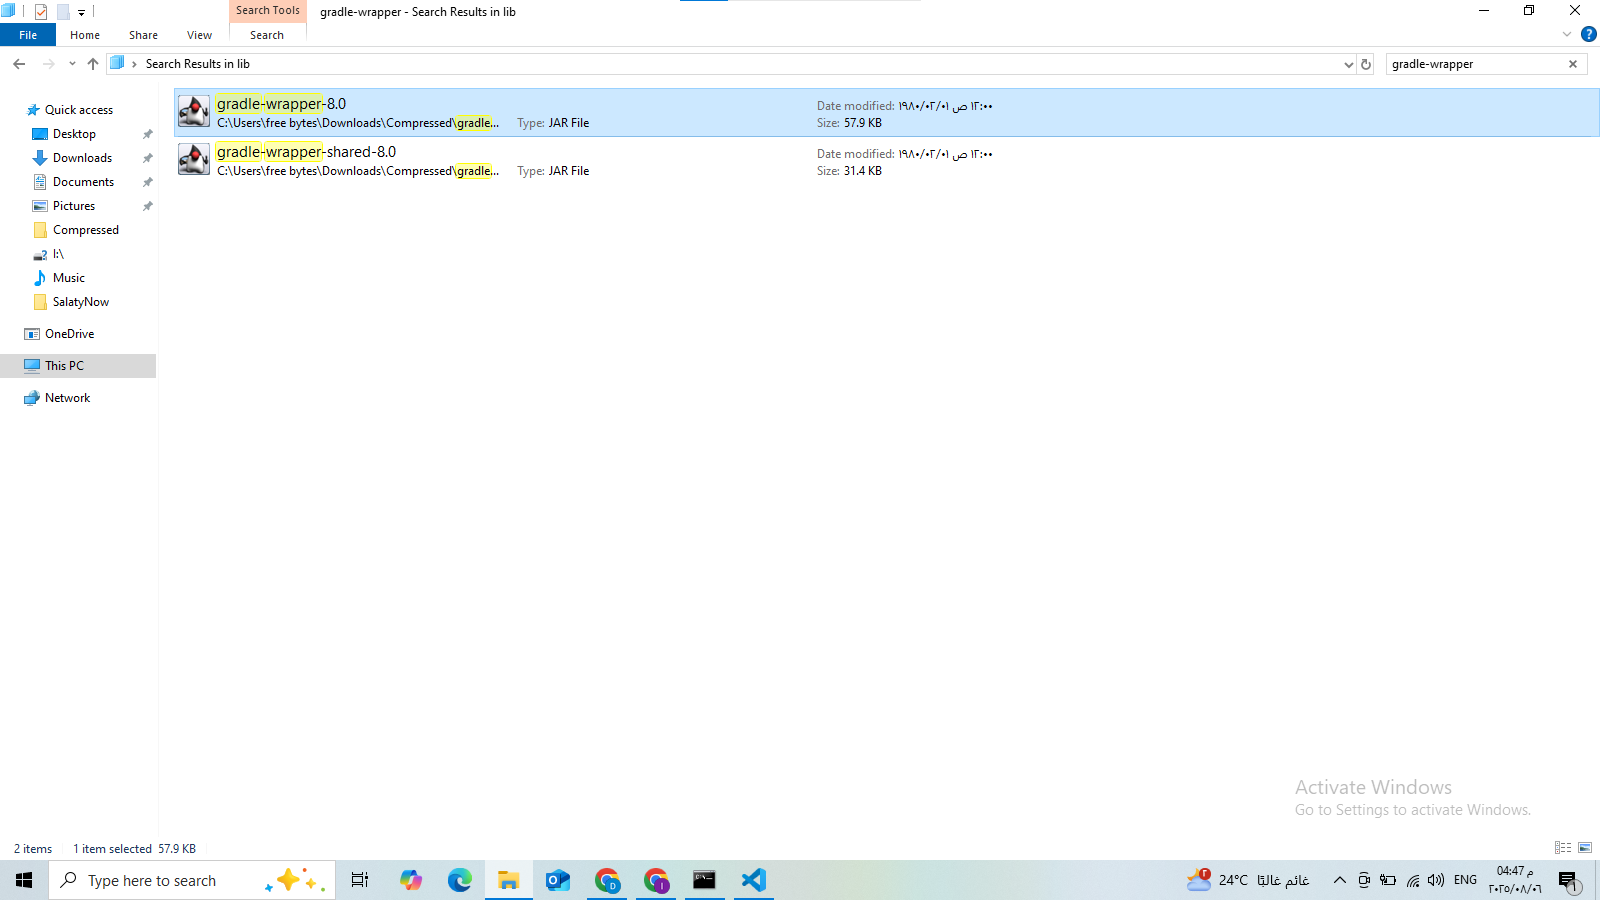 Search Tools
gradle-wrapper - Search Results in lib
File
Home
Share
View
Search
Search Results in lib
gradle-wrapper
Quick access
Desktop
Downloads
Documents
Pictures
Compressed
I:\
Music
SalatyNow
OneDrive
This PC
Network
gradle-wrapper-8.0
C:\Users\free bytes\Downloads\Compressed\gradle...
Type: JAR File
Date modified: ١٩٨٠/٠٢/٠١ ١٢:٠٠ ص
Size: 57.9 KB
gradle-wrapper-shared-8.0
C:\Users\free bytes\Downloads\Compressed\gradle...
Type: JAR File
Date modified: ١٩٨٠/٠٢/٠١ ١٢:٠٠ ص
Size: 31.4 KB
Activate Windows
Go to Settings to activate Windows.
2 items
1 item selected 57.9 KB
Type here to search
24°C غائم غالبًا
ENG
04:47 م
٢٠٢٥/٠٨/٠٦
1